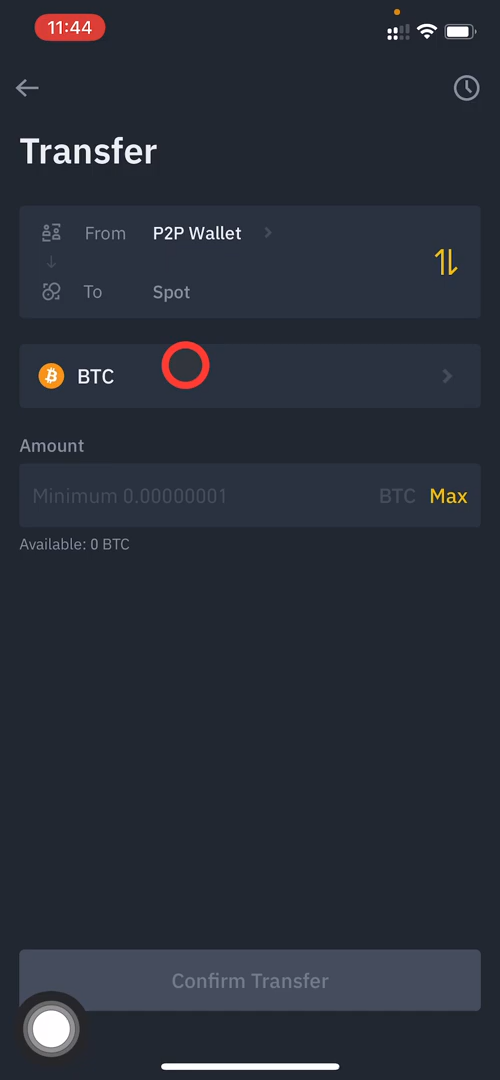 11:44
Transfer
From P2P Wallet
To Spot
BTC
Amount
Minimum 0.00000001 BTC Max
Available: 0 BTC
Confirm Transfer